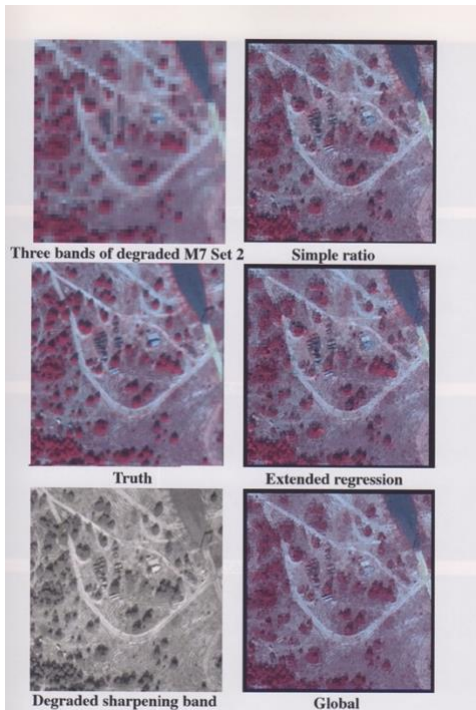 Three bands of degraded M7 Set 2
Simple ratio
Truth
Extended regression
Degraded sharpening band
Global